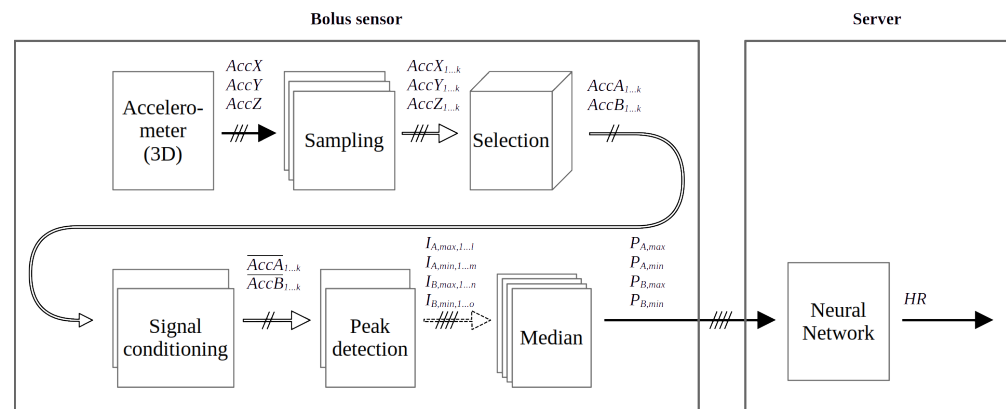 Bolus sensor
Server
Accelero-
meter
(3D)
AccX
AccY
AccZ
Sampling
AccX1...k
AccY1...k
AccZ1...k
Selection
AccA1...k
AccB1...k
Signal
conditioning
AccA1...k
AccB1...k
Peak
detection
IA,max,1...l
IA,min,1...m
IB,max,1...n
IB,min,1...o
Median
PA,max
PA,min
PB,max
PB,min
Neural
Network
HR